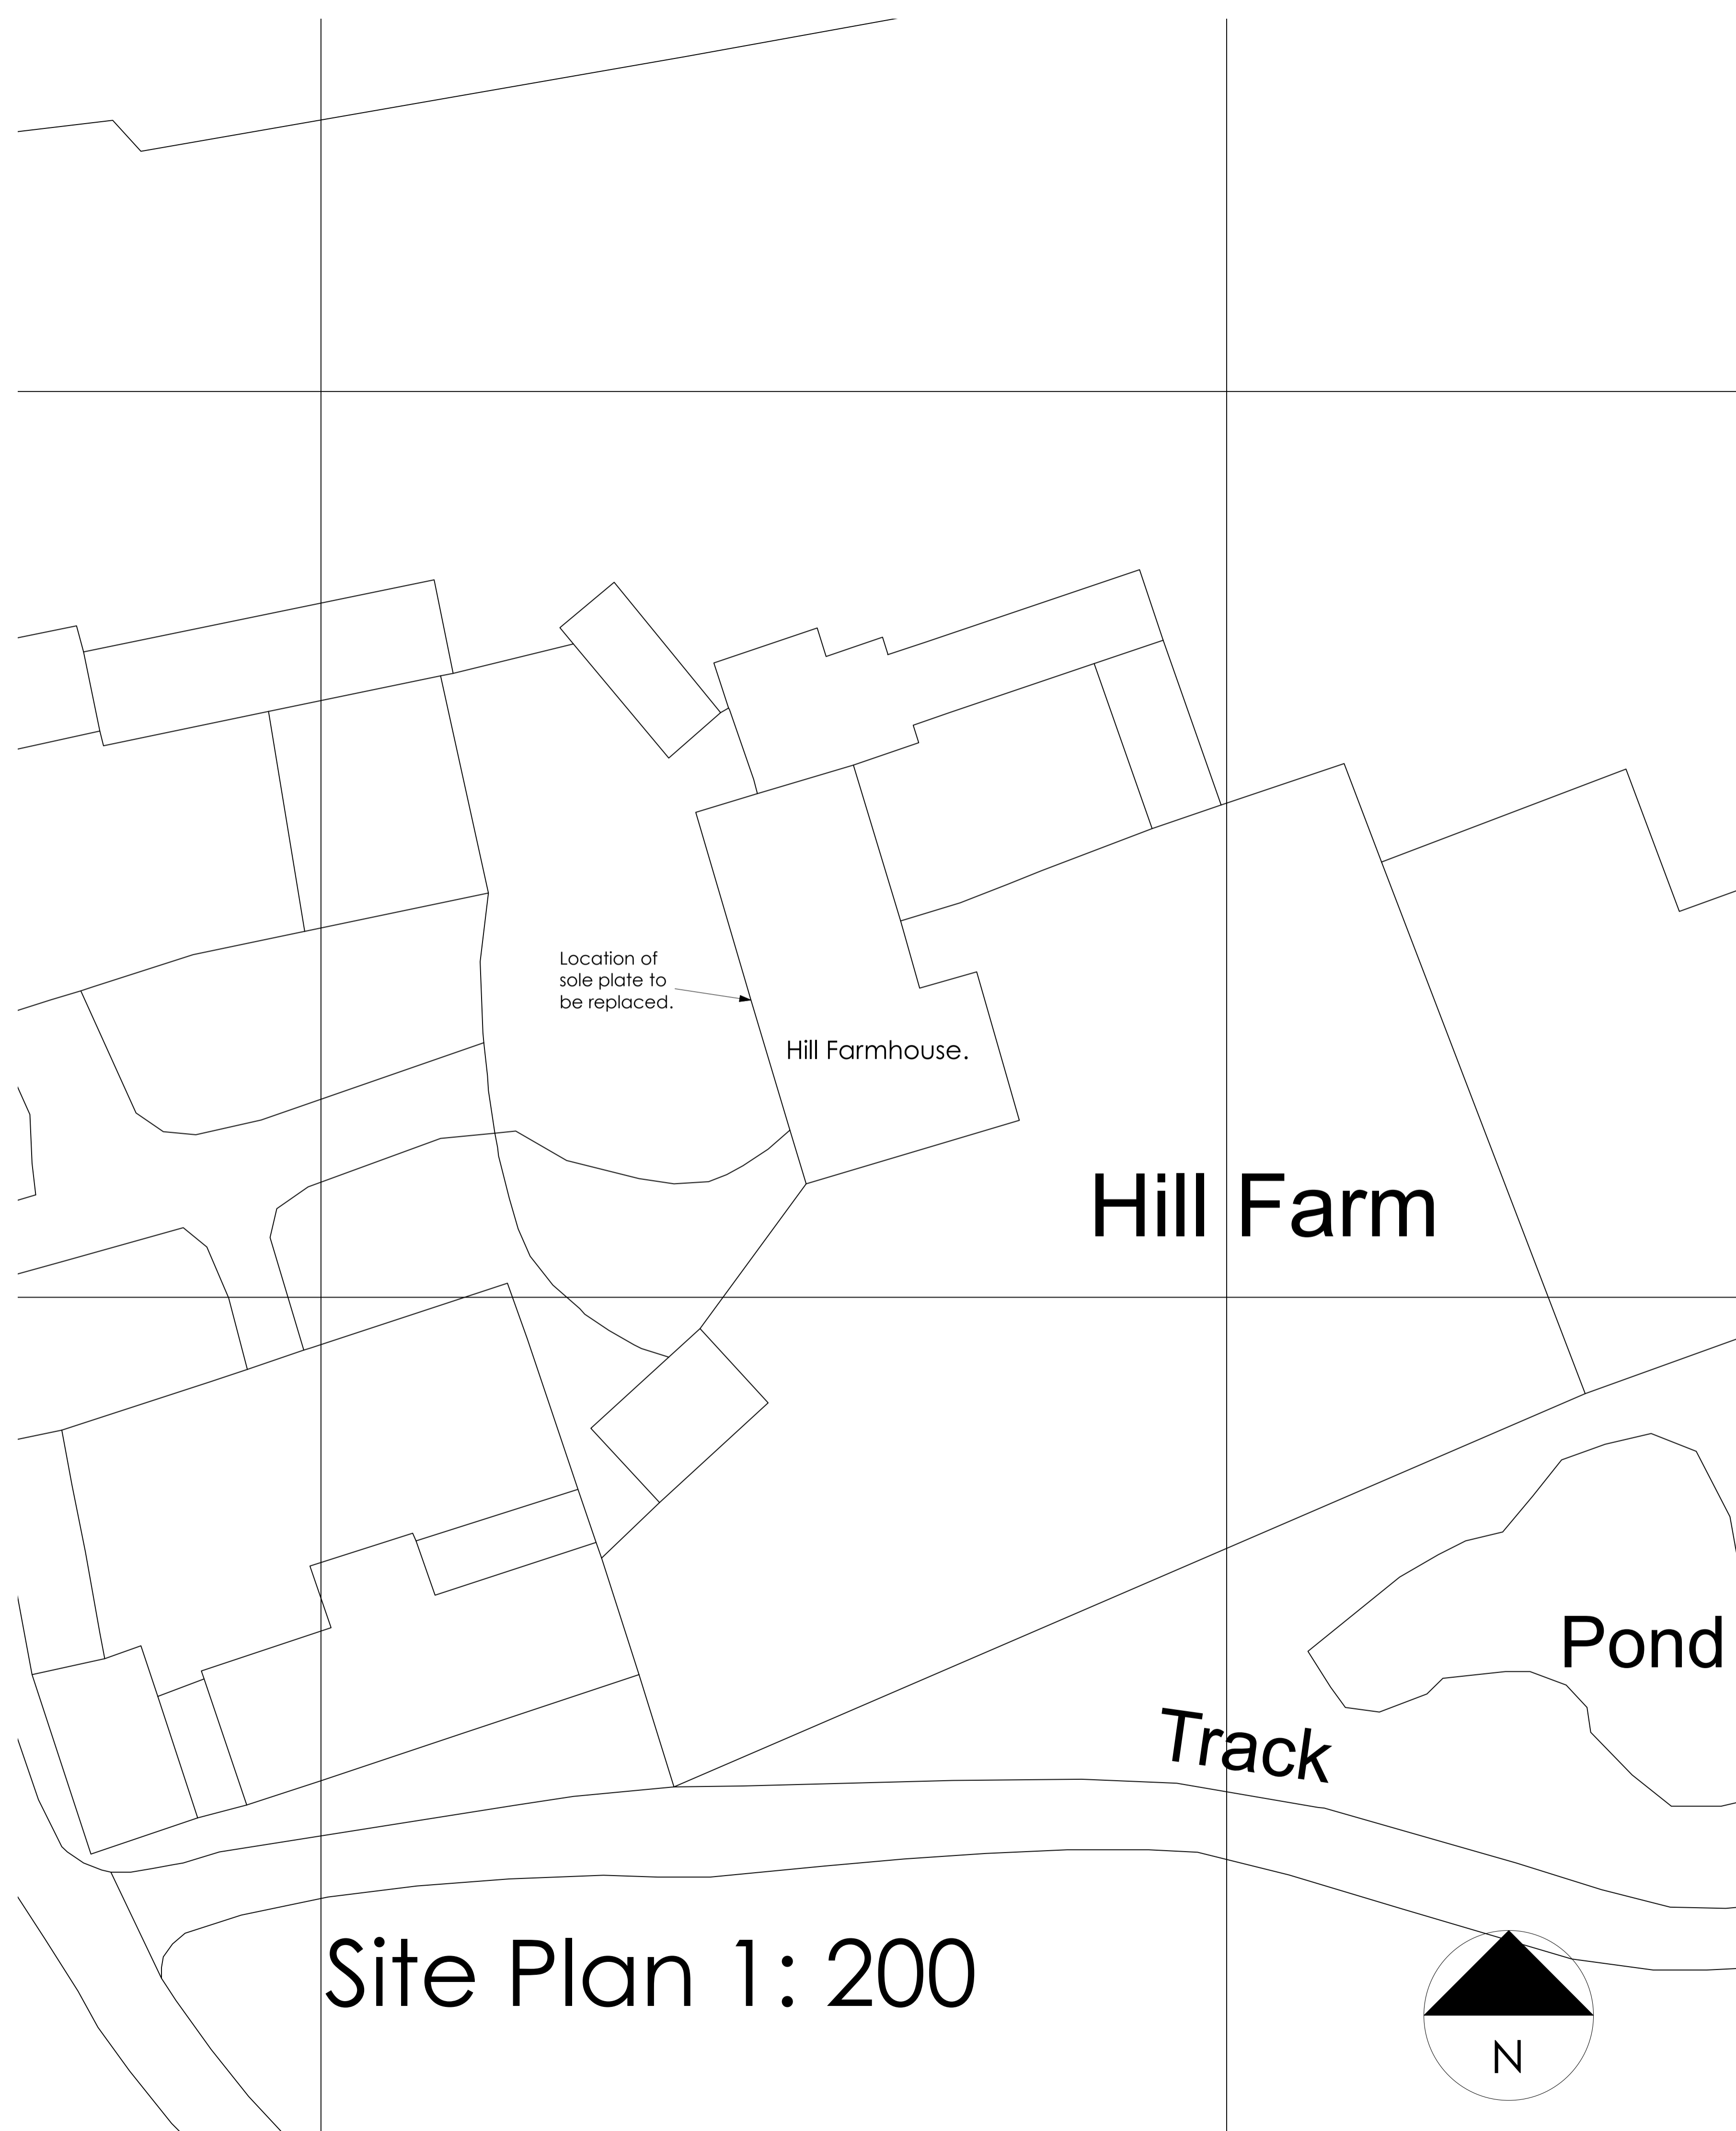 Location of
sole plate to
be replaced.
Hill Farmhouse.
Hill Farm
Pond
Track
Site Plan 1: 200
N